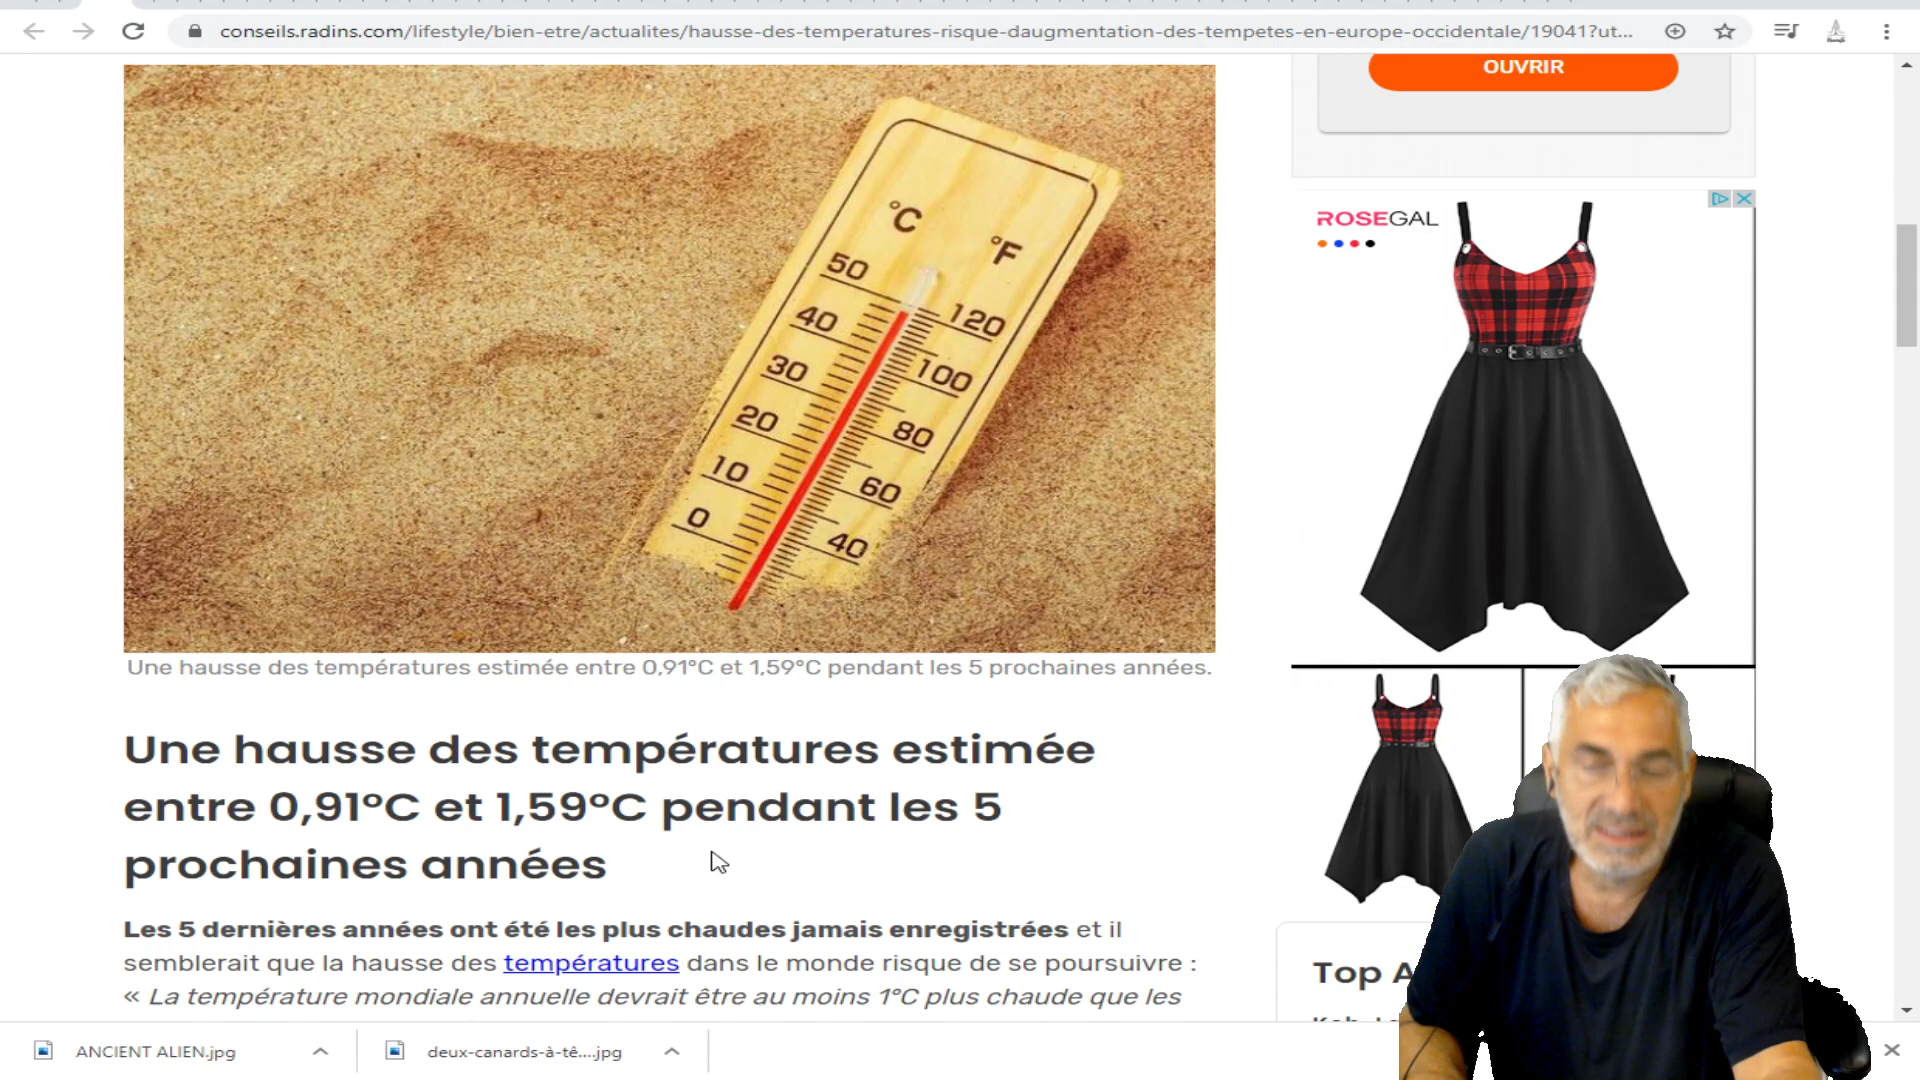 conseils.radins.com/lifestyle/bien-etre/actualites/hausse-des-temperatures-risque-daugmentation-des-tempetes-en-europe-occidentale/19041?ut...
OUVRIR
ROSEGAL
°C
°F
50
120
40
100
30
80
20
60
10
40
0
Une hausse des températures estimée entre 0,91°C et 1,59°C pendant les 5 prochaines années.
Une hausse des températures estimée
entre 0,91°C et 1,59°C pendant les 5
prochaines années
Les 5 dernières années ont été les plus chaudes jamais enregistrées et il
semblerait que la hausse des températures dans le monde risque de se poursuivre :
« La température mondiale annuelle devrait être au moins 1°C plus chaude que les
Top A
ANCIENT ALIEN.jpg
deux-canards-à-tê....jpg